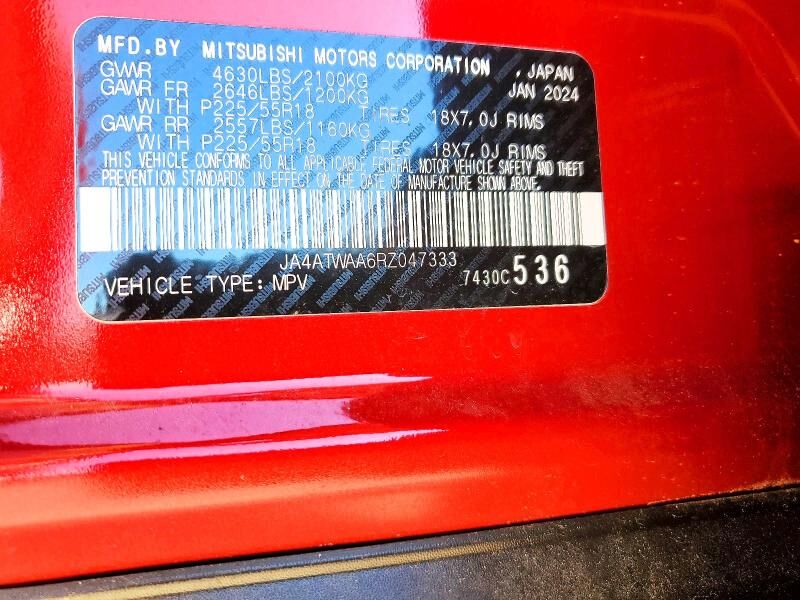 MFD.BY MITSUBISHI MOTORS CORPORATION , JAPAN
GVWR 4630LBS/2100KG JAN 2024
GAWR FR 2646LBS/1200KG
WITH P225/55R18 TIRES 18X7.0J RIMS
GAWR RR 2557LBS/1160KG
WITH P225/55R18 TIRES 18X7.0J RIMS
THIS VEHICLE CONFORMS TO ALL APPLICABLE FEDERAL MOTOR VEHICLE SAFETY AND THEFT
PREVENTION STANDARDS IN EFFECT ON THE DATE OF MANUFACTURE SHOWN ABOVE.
JA4ATWAA6RZ047333
VEHICLE TYPE: MPV 7430C 536